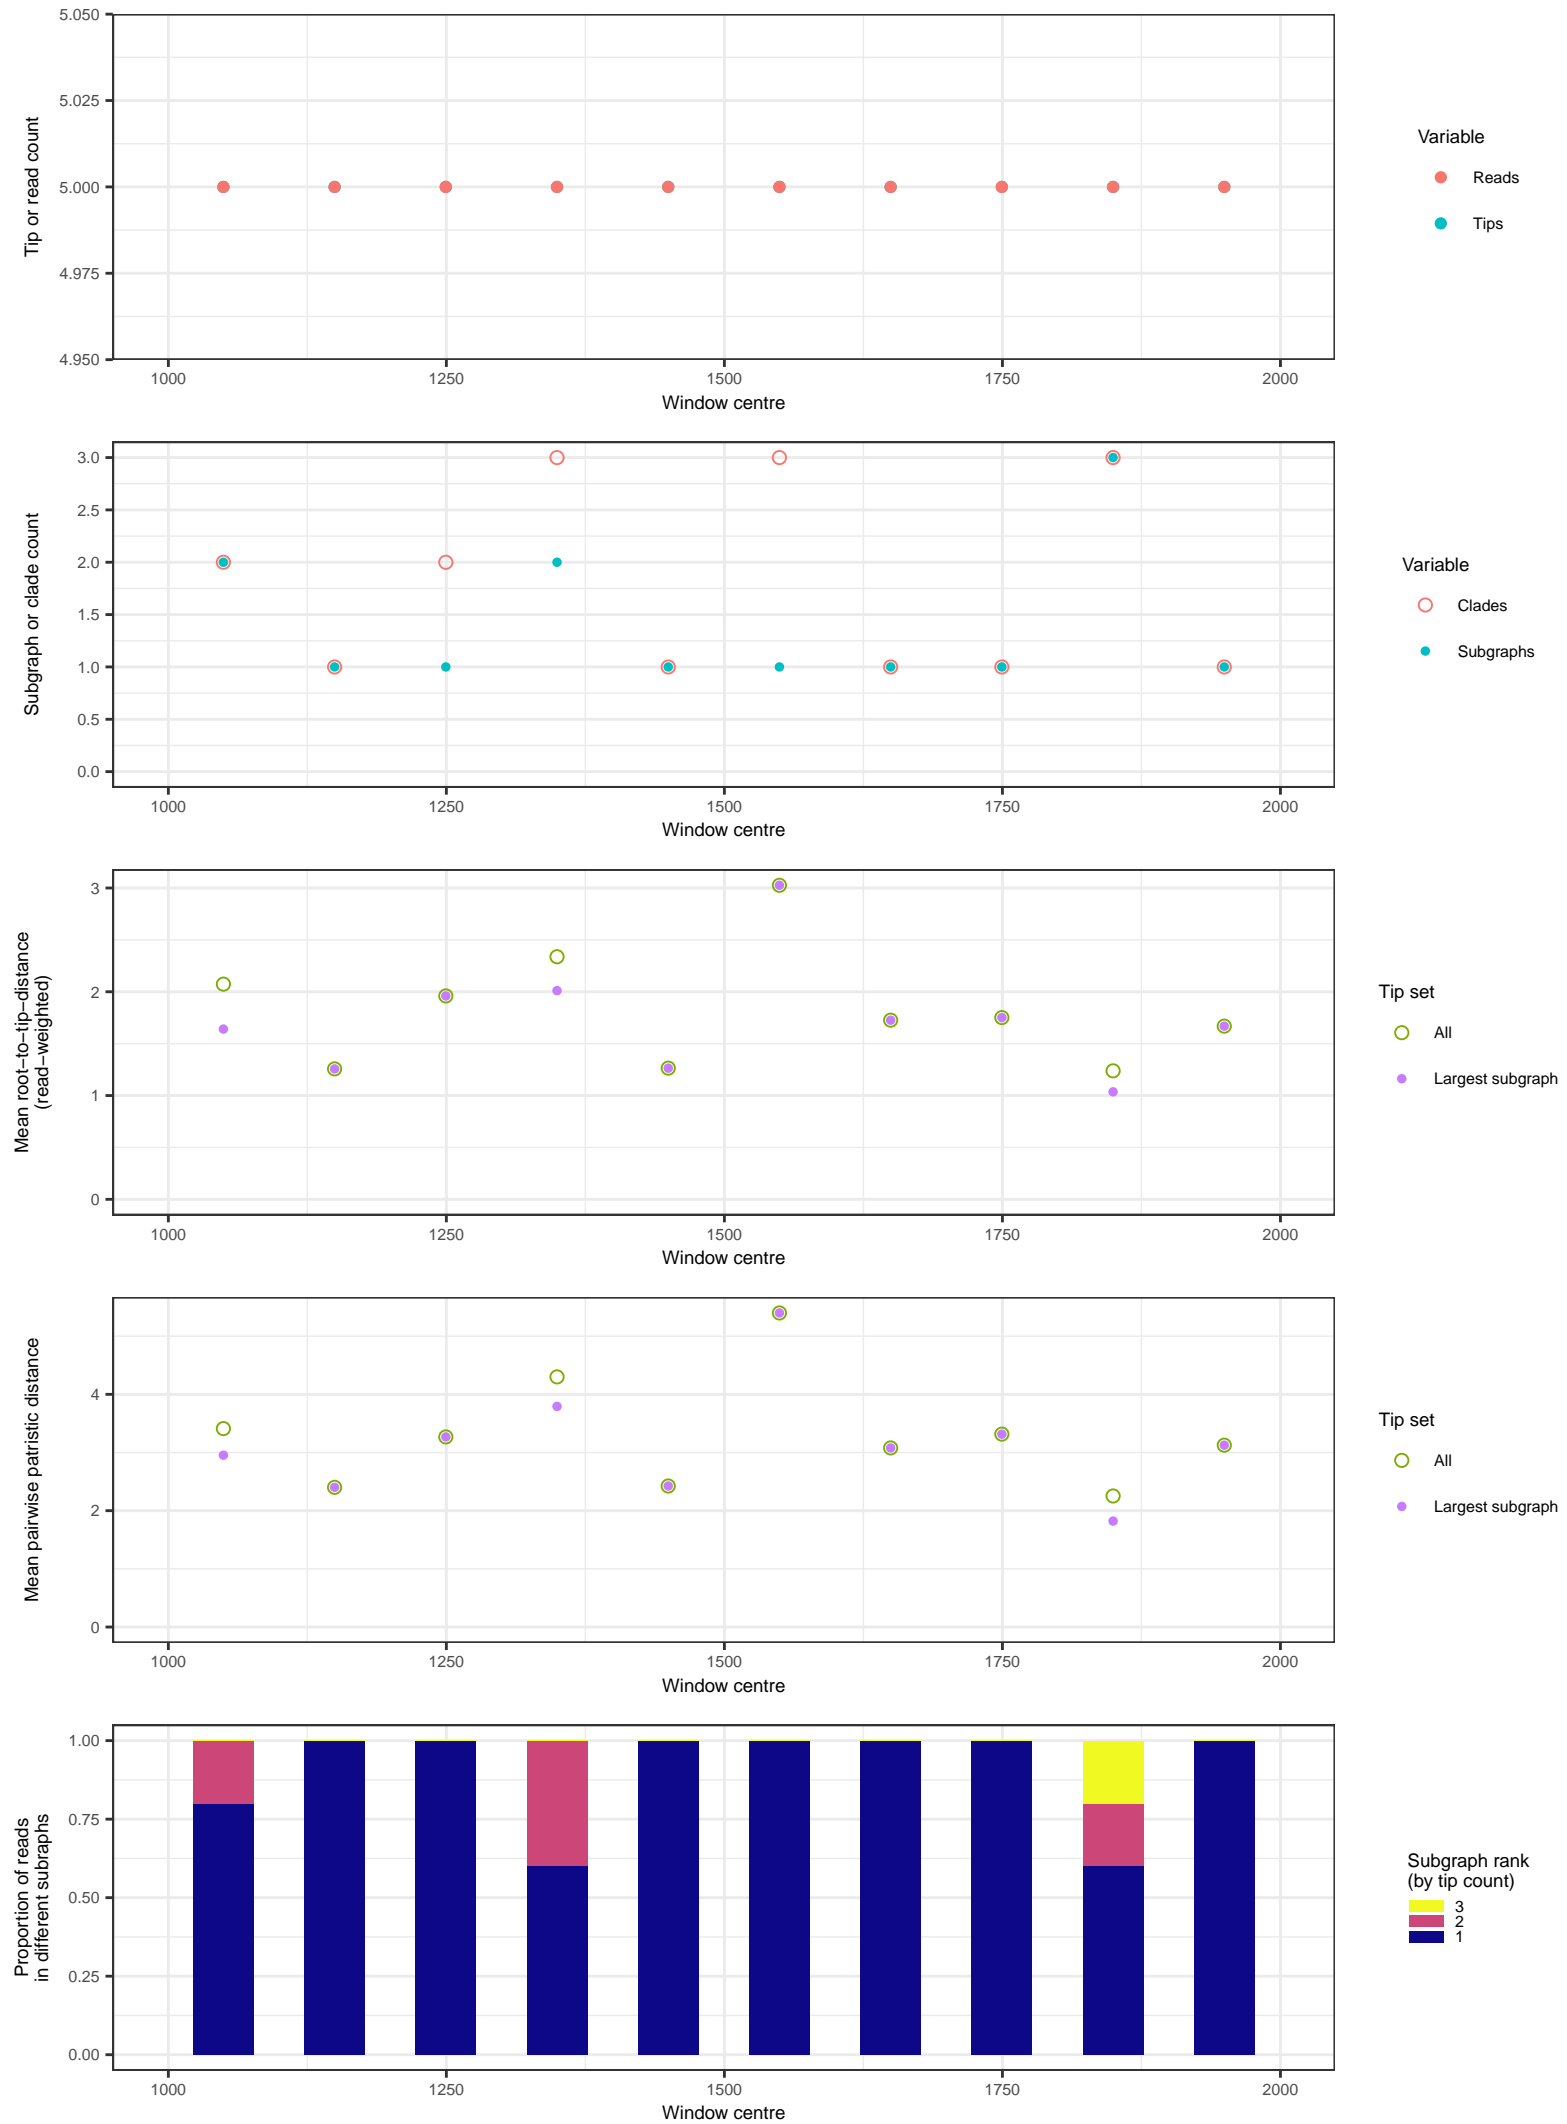 5.050
5.025
5.000
4.975
4.950
Tip or read count
1000 1250 1500 1750 2000
Window centre
Variable
Reads
Tips
3.0
2.5
2.0
1.5
1.0
0.5
0.0
Subgraph or clade count
1000 1250 1500 1750 2000
Window centre
Variable
Clades
Subgraphs
3
2
1
0
Mean root−to−tip−distance
(read−weighted)
1000 1250 1500 1750 2000
Window centre
Tip set
All
Largest subgraph
4
2
0
Mean pairwise patristic distance
1000 1250 1500 1750 2000
Window centre
Tip set
All
Largest subgraph
1.00
0.75
0.50
0.25
0.00
Proportion of reads
in different subraphs
1000 1250 1500 1750 2000
Window centre
Subgraph rank
(by tip count)
3
2
1